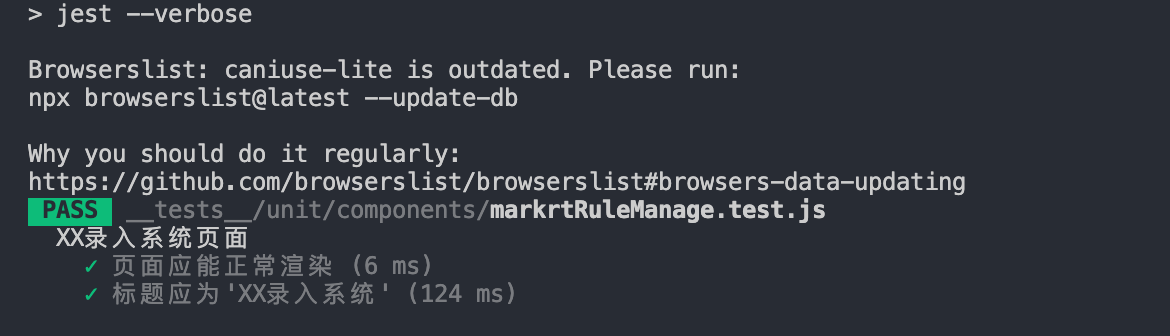 > jest --verbose
Browserslist: caniuse-lite is outdated. Please run:
npx browserslist@latest --update-db
Why you should do it regularly:
https://github.com/browserslist/browserslist#browsers-data-updating
PASS __tests__/unit/components/markrtRuleManage.test.js
XX录入系统页面
✓ 页面应能正常渲染 (6 ms)
✓ 标题应为'XX录入系统' (124 ms)